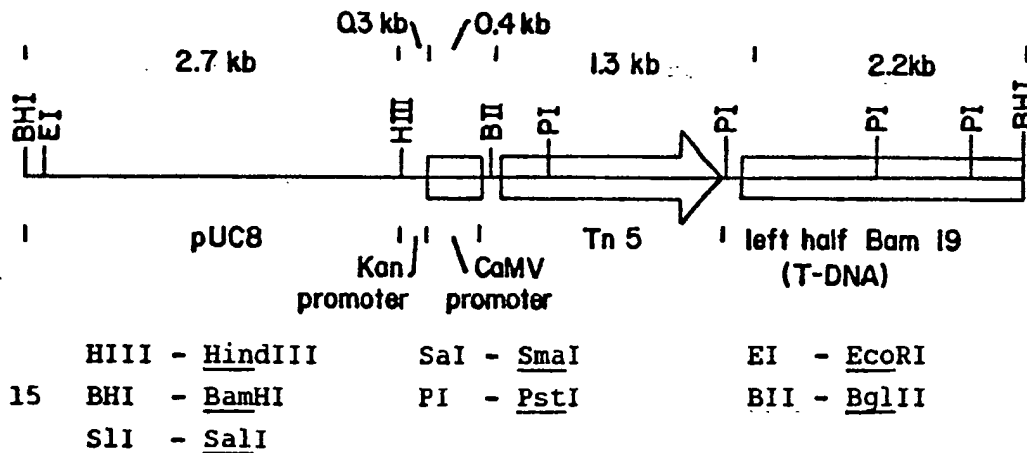 0.3 kb 0.4 kb
2.7 kb 1.3 kb 2.2kb
BHI EI HIII BII PI PI PI PI BHI
pUC8 Tn 5 left half Bam 19
(T-DNA)
Kan CaMV
promoter promoter
HIII - HindIII SaI - SmaI EI - EcoRI
15 BHI - BamHI PI - PstI BII - BglII
SlI - SalI